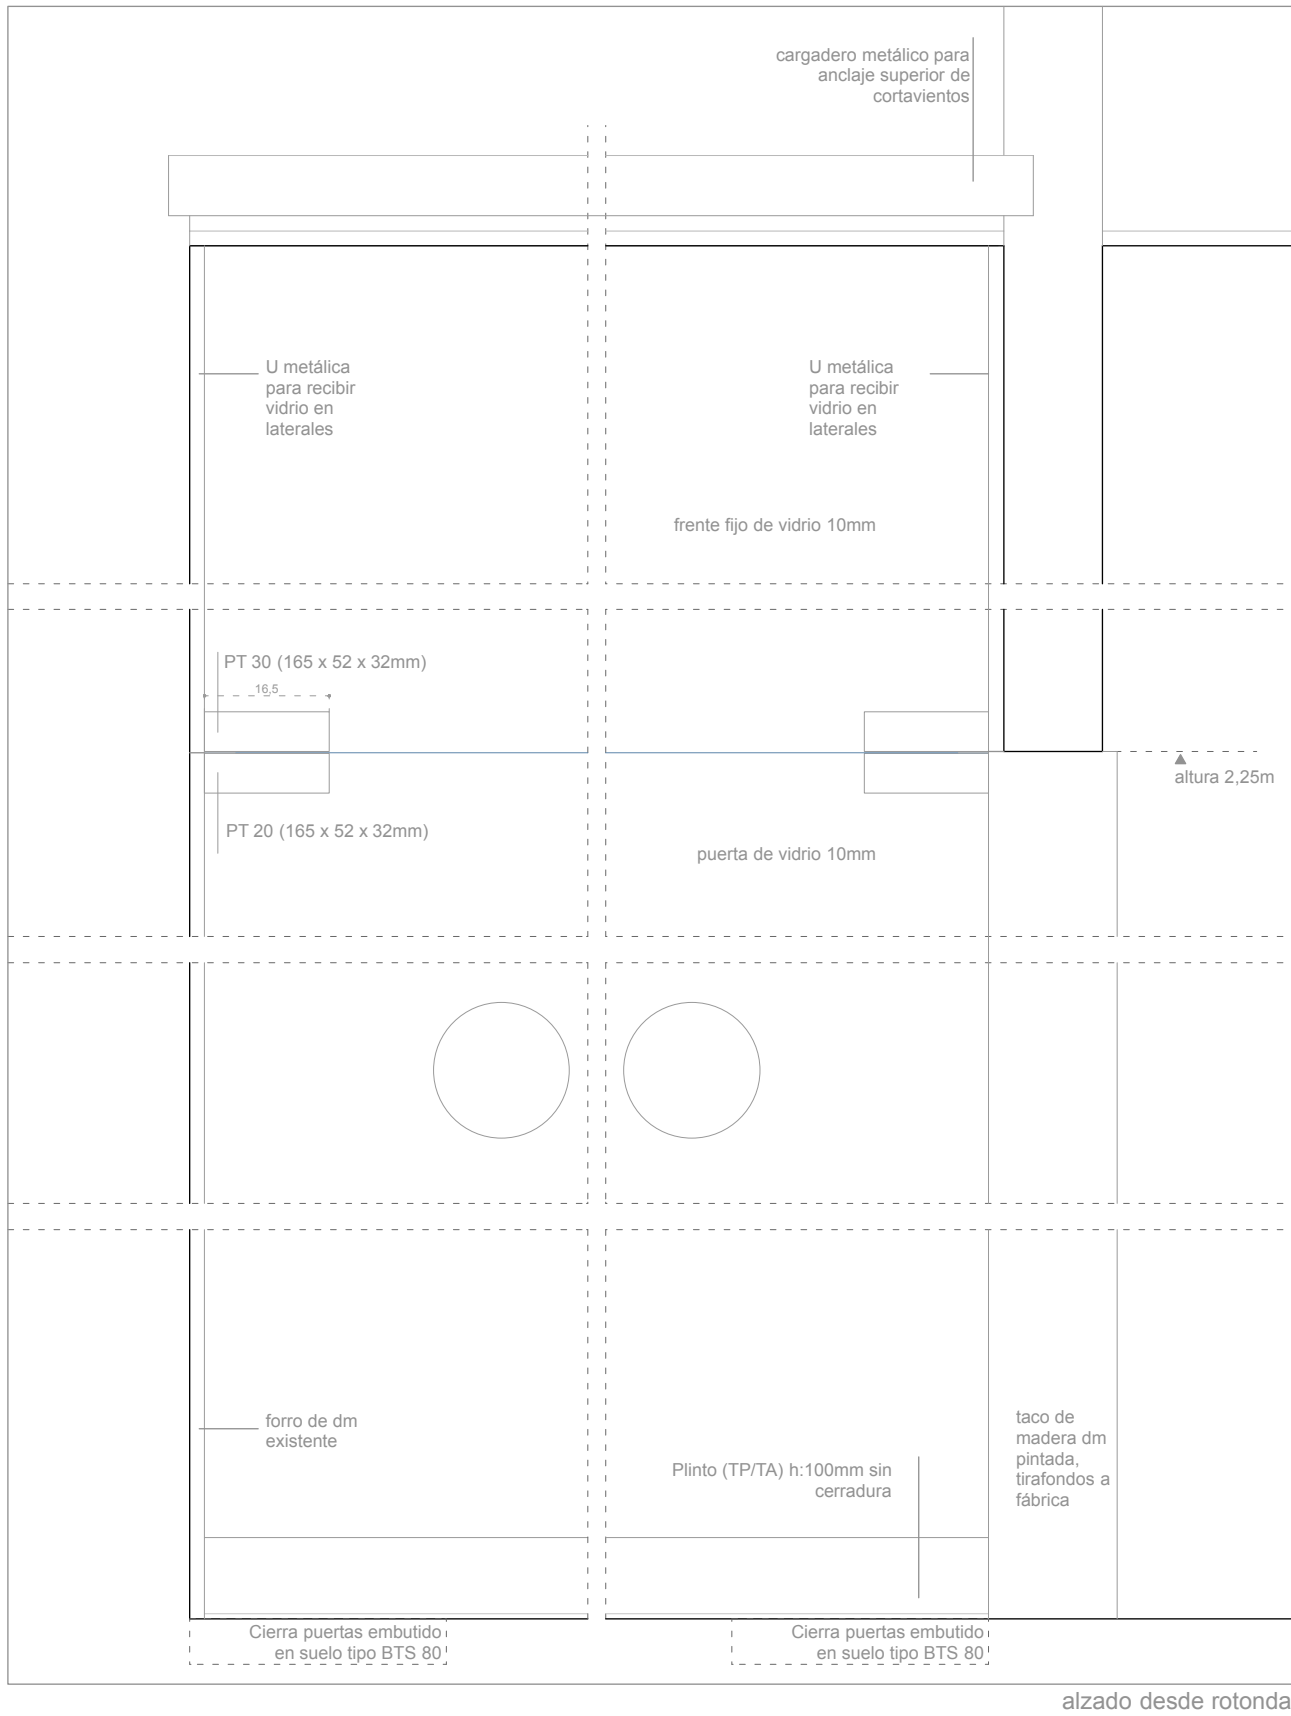 cargadero metálico para
anclaje superior de
cortavientos
U metálica
para recibir
vidrio en
laterales
U metálica
para recibir
vidrio en
laterales
frente fijo de vidrio 10mm
PT 30 (165 x 52 x 32mm)
16,5
altura 2,25m
PT 20 (165 x 52 x 32mm)
puerta de vidrio 10mm
forro de dm
existente
Plinto (TP/TA) h:100mm sin
cerradura
taco de
madera dm
pintada,
tirafondos a
fábrica
Cierra puertas embutido
en suelo tipo BTS 80
Cierra puertas embutido
en suelo tipo BTS 80
alzado desde rotonda